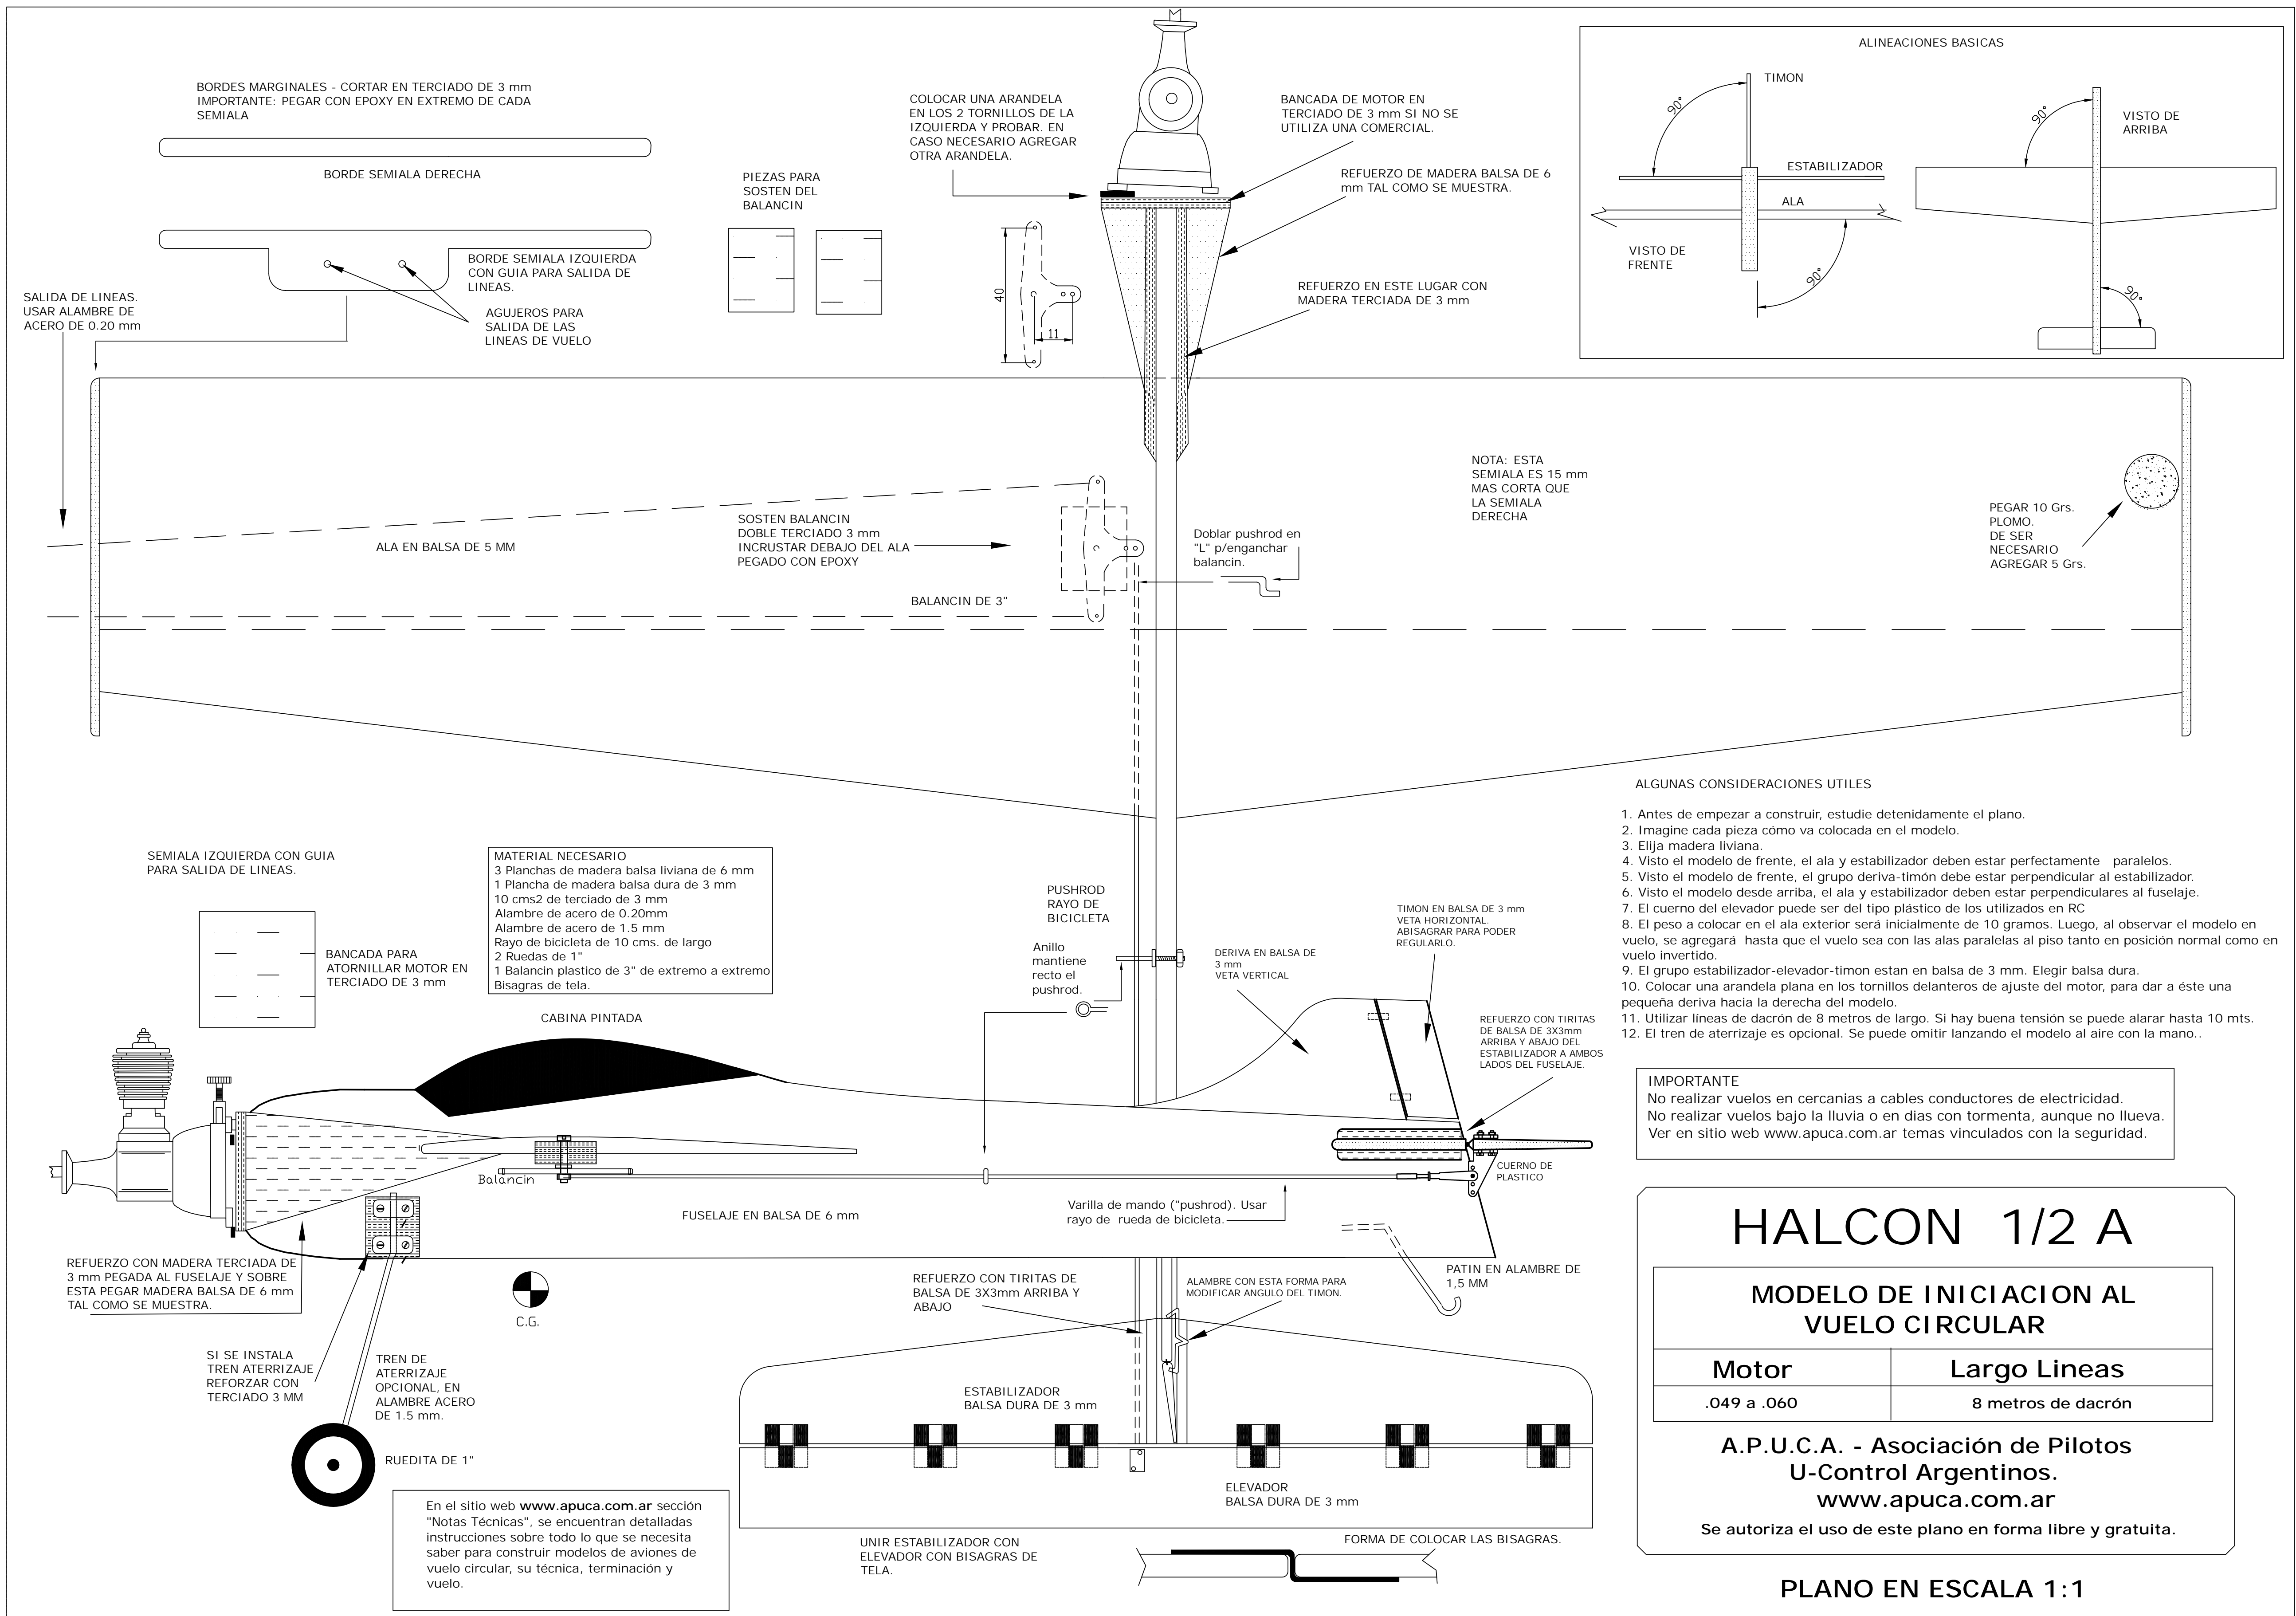 BORDES MARGINALES - CORTAR EN TERCIADO DE 3 mm
IMPORTANTE: PEGAR CON EPOXY EN EXTREMO DE CADA
SEMIALA
BORDE SEMIALA DERECHA
BORDE SEMIALA IZQUIERDA
CON GUIA PARA SALIDA DE
LINEAS.
AGUJEROS PARA
SALIDA DE LAS
LINEAS DE VUELO
SALIDA DE LINEAS.
USAR ALAMBRE DE
ACERO DE 0.20 mm
PIEZAS PARA
SOSTEN DEL
BALANCIN
COLOCAR UNA ARANDELA
EN LOS 2 TORNILLOS DE LA
IZQUIERDA Y PROBAR. EN
CASO NECESARIO AGREGAR
OTRA ARANDELA.
40
11
BANCADA DE MOTOR EN
TERCIADO DE 3 mm SI NO SE
UTILIZA UNA COMERCIAL.
REFUERZO DE MADERA BALSA DE 6
mm TAL COMO SE MUESTRA.
REFUERZO EN ESTE LUGAR CON
MADERA TERCIADA DE 3 mm
ALINEACIONES BASICAS
TIMON
90°
ESTABILIZADOR
ALA
VISTO DE
FRENTE
90°
90°
VISTO DE
ARRIBA
90°
ALA EN BALSA DE 5 MM
SOSTEN BALANCIN
DOBLE TERCIADO 3 mm
INCRUSTAR DEBAJO DEL ALA
PEGADO CON EPOXY
BALANCIN DE 3"
Doblar pushrod en
"L" p/enganchar
balancin.
NOTA: ESTA
SEMIALA ES 15 mm
MAS CORTA QUE
LA SEMIALA
DERECHA
PEGAR 10 Grs.
PLOMO.
DE SER
NECESARIO
AGREGAR 5 Grs.
SEMIALA IZQUIERDA CON GUIA
PARA SALIDA DE LINEAS.
BANCADA PARA
ATORNILLAR MOTOR EN
TERCIADO DE 3 mm
MATERIAL NECESARIO
3 Planchas de madera balsa liviana de 6 mm
1 Plancha de madera balsa dura de 3 mm
10 cms2 de terciado de 3 mm
Alambre de acero de 0.20mm
Alambre de acero de 1.5 mm
Rayo de bicicleta de 10 cms. de largo
2 Ruedas de 1"
1 Balancin plastico de 3" de extremo a extremo
Bisagras de tela.
CABINA PINTADA
PUSHROD
RAYO DE
BICICLETA
Anillo
mantiene
recto el
pushrod.
DERIVA EN BALSA DE
3 mm
VETA VERTICAL
TIMON EN BALSA DE 3 mm
VETA HORIZONTAL.
ABISAGRAR PARA PODER
REGULARLO.
REFUERZO CON TIRITAS
DE BALSA DE 3X3mm
ARRIBA Y ABAJO DEL
ESTABILIZADOR A AMBOS
LADOS DEL FUSELAJE.
ALGUNAS CONSIDERACIONES UTILES
1. Antes de empezar a construir, estudie detenidamente el plano.
2. Imagine cada pieza cómo va colocada en el modelo.
3. Elija madera liviana.
4. Visto el modelo de frente, el ala y estabilizador deben estar perfectamente paralelos.
5. Visto el modelo de frente, el grupo deriva-timón debe estar perpendicular al estabilizador.
6. Visto el modelo desde arriba, el ala y estabilizador deben estar perpendiculares al fuselaje.
7. El cuerno del elevador puede ser del tipo plástico de los utilizados en RC
8. El peso a colocar en el ala exterior será inicialmente de 10 gramos. Luego, al observar el modelo en
vuelo, se agregará hasta que el vuelo sea con las alas paralelas al piso tanto en posición normal como en
vuelo invertido.
9. El grupo estabilizador-elevador-timon estan en balsa de 3 mm. Elegir balsa dura.
10. Colocar una arandela plana en los tornillos delanteros de ajuste del motor, para dar a éste una
pequeña deriva hacia la derecha del modelo.
11. Utilizar líneas de dacrón de 8 metros de largo. Si hay buena tensión se puede alarar hasta 10 mts.
12. El tren de aterrizaje es opcional. Se puede omitir lanzando el modelo al aire con la mano..
IMPORTANTE
No realizar vuelos en cercanias a cables conductores de electricidad.
No realizar vuelos bajo la lluvia o en dias con tormenta, aunque no llueva.
Ver en sitio web www.apuca.com.ar temas vinculados con la seguridad.
Balancin
CUERNO DE
PLASTICO
FUSELAJE EN BALSA DE 6 mm
Varilla de mando ("pushrod). Usar
rayo de rueda de bicicleta.
REFUERZO CON MADERA TERCIADA DE
3 mm PEGADA AL FUSELAJE Y SOBRE
ESTA PEGAR MADERA BALSA DE 6 mm
TAL COMO SE MUESTRA.
C.G.
PATIN EN ALAMBRE DE
1,5 MM
REFUERZO CON TIRITAS DE
BALSA DE 3X3mm ARRIBA Y
ABAJO
ALAMBRE CON ESTA FORMA PARA
MODIFICAR ANGULO DEL TIMON.
SI SE INSTALA
TREN ATERRIZAJE
REFORZAR CON
TERCIADO 3 MM
TREN DE
ATERRIZAJE
OPCIONAL, EN
ALAMBRE ACERO
DE 1.5 mm.
RUEDITA DE 1"
ESTABILIZADOR
BALSA DURA DE 3 mm
ELEVADOR
BALSA DURA DE 3 mm
En el sitio web www.apuca.com.ar sección
"Notas Técnicas", se encuentran detalladas
instrucciones sobre todo lo que se necesita
saber para construir modelos de aviones de
vuelo circular, su técnica, terminación y
vuelo.
UNIR ESTABILIZADOR CON
ELEVADOR CON BISAGRAS DE
TELA.
FORMA DE COLOCAR LAS BISAGRAS.
HALCON 1/2 A
MODELO DE INICIACION AL
VUELO CIRCULAR
Motor
Largo Lineas
.049 a .060
8 metros de dacrón
A.P.U.C.A. - Asociación de Pilotos
U-Control Argentinos.
www.apuca.com.ar
Se autoriza el uso de este plano en forma libre y gratuita.
PLANO EN ESCALA 1:1